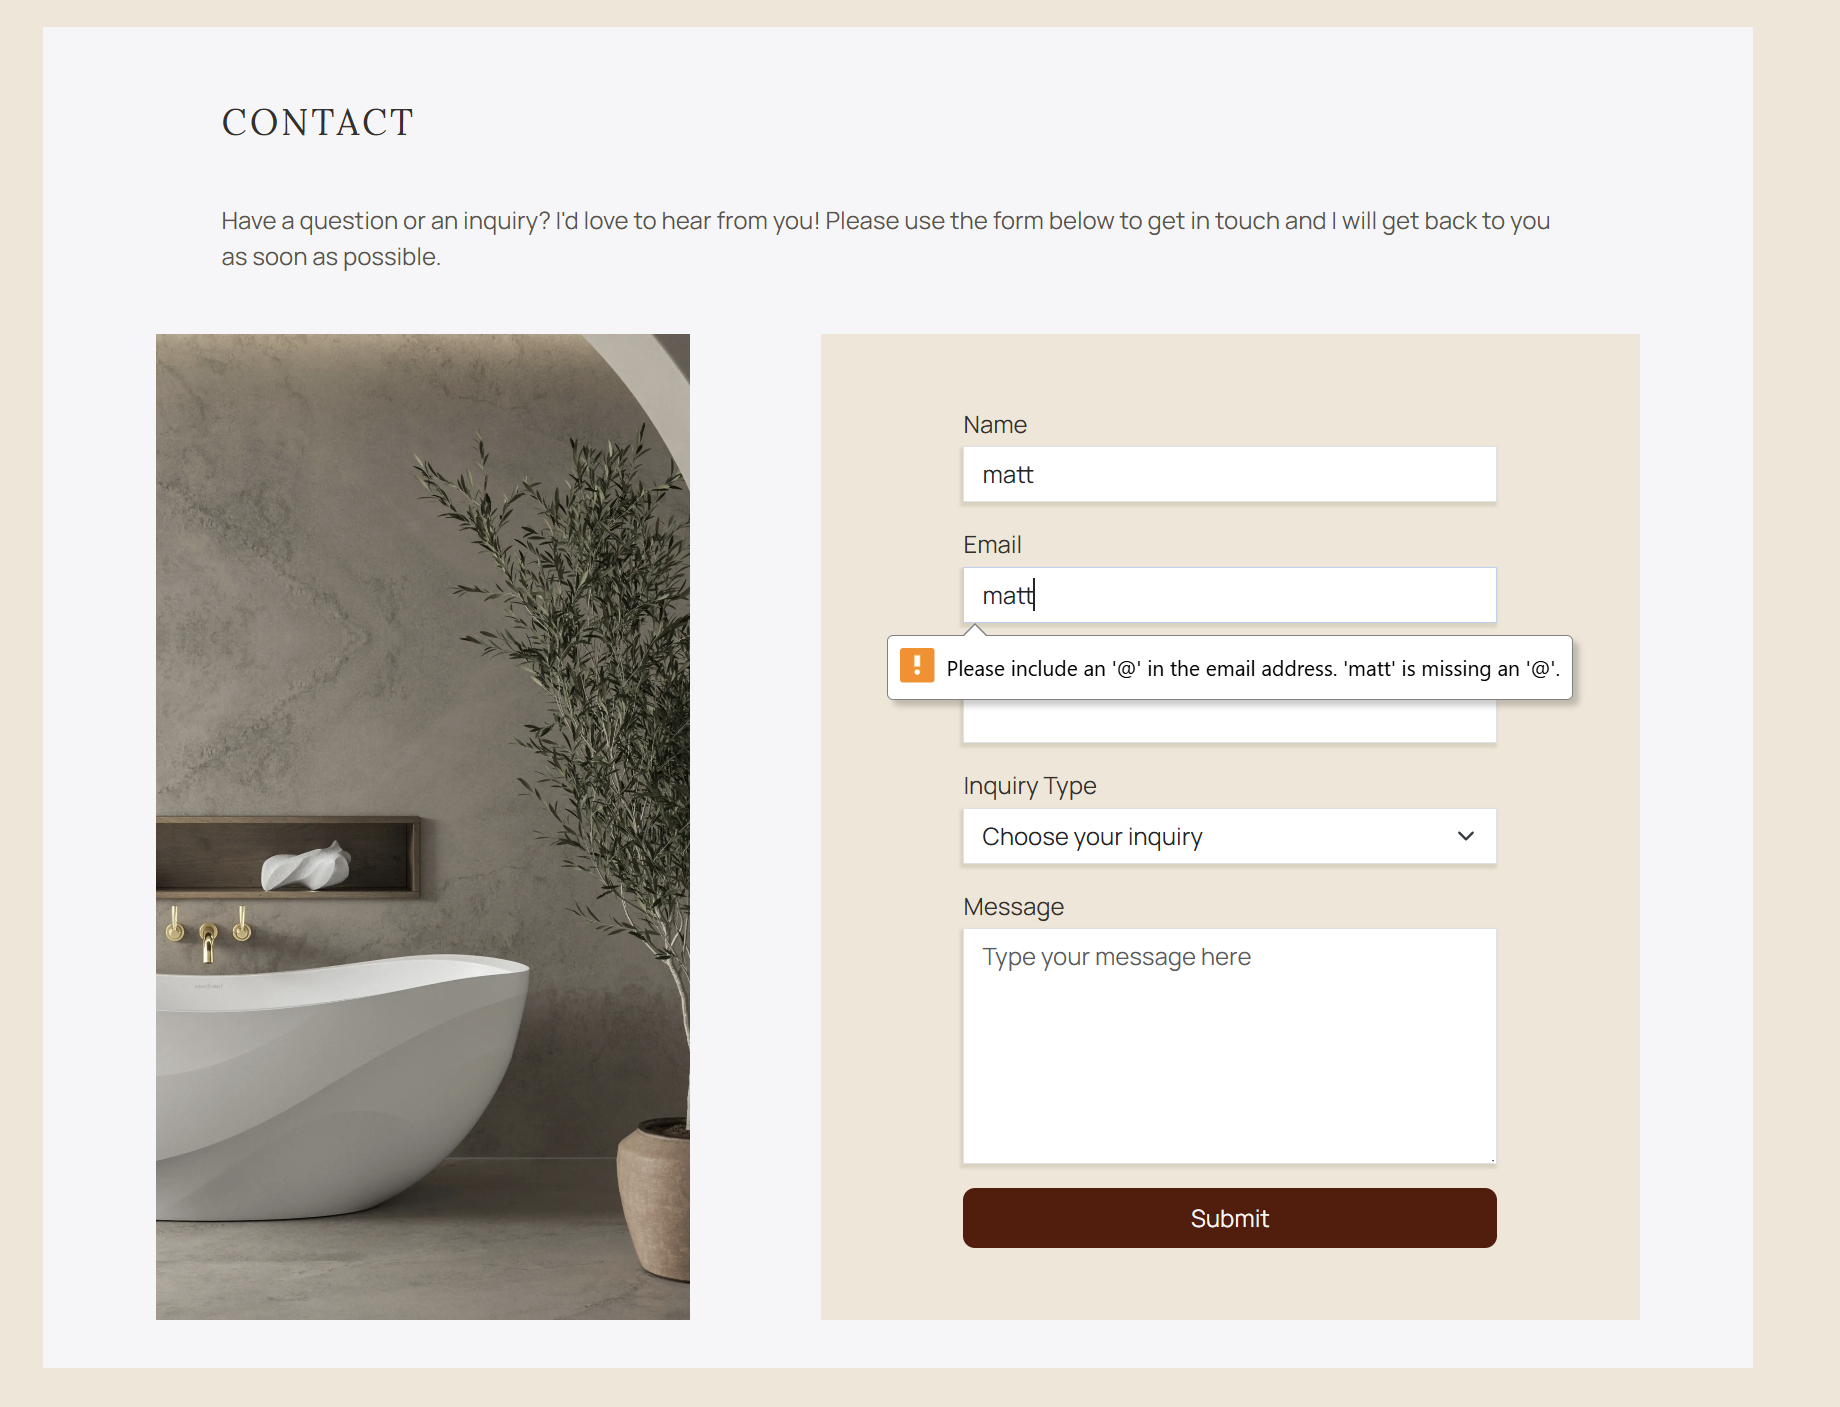 CONTACT
Have a question or an inquiry? I'd love to hear from you! Please use the form below to get in touch and I will get back to you
as soon as possible.
Name
matt
Email
matt
Please include an '@' in the email address. 'matt' is missing an '@'.
Inquiry Type
Choose your inquiry
Message
Type your message here
Submit